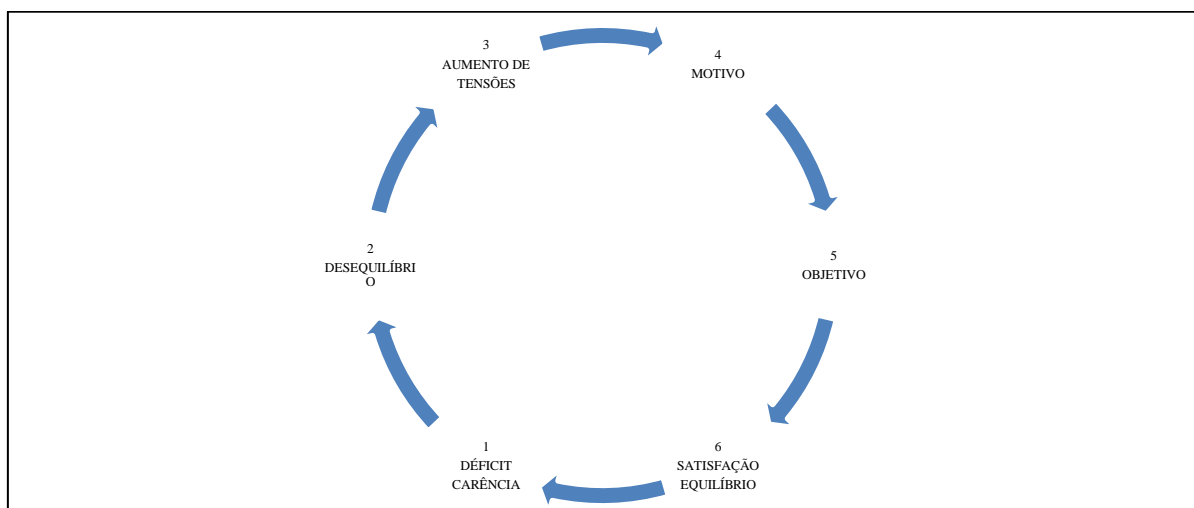 3
AUMENTO DE
TENSÕES
4
MOTIVO
2
DESEQUILÍBRI
O
5
OBJETIVO
1
DÉFICIT
CARÊNCIA
6
SATISFAÇÃO
EQUILÍBRIO